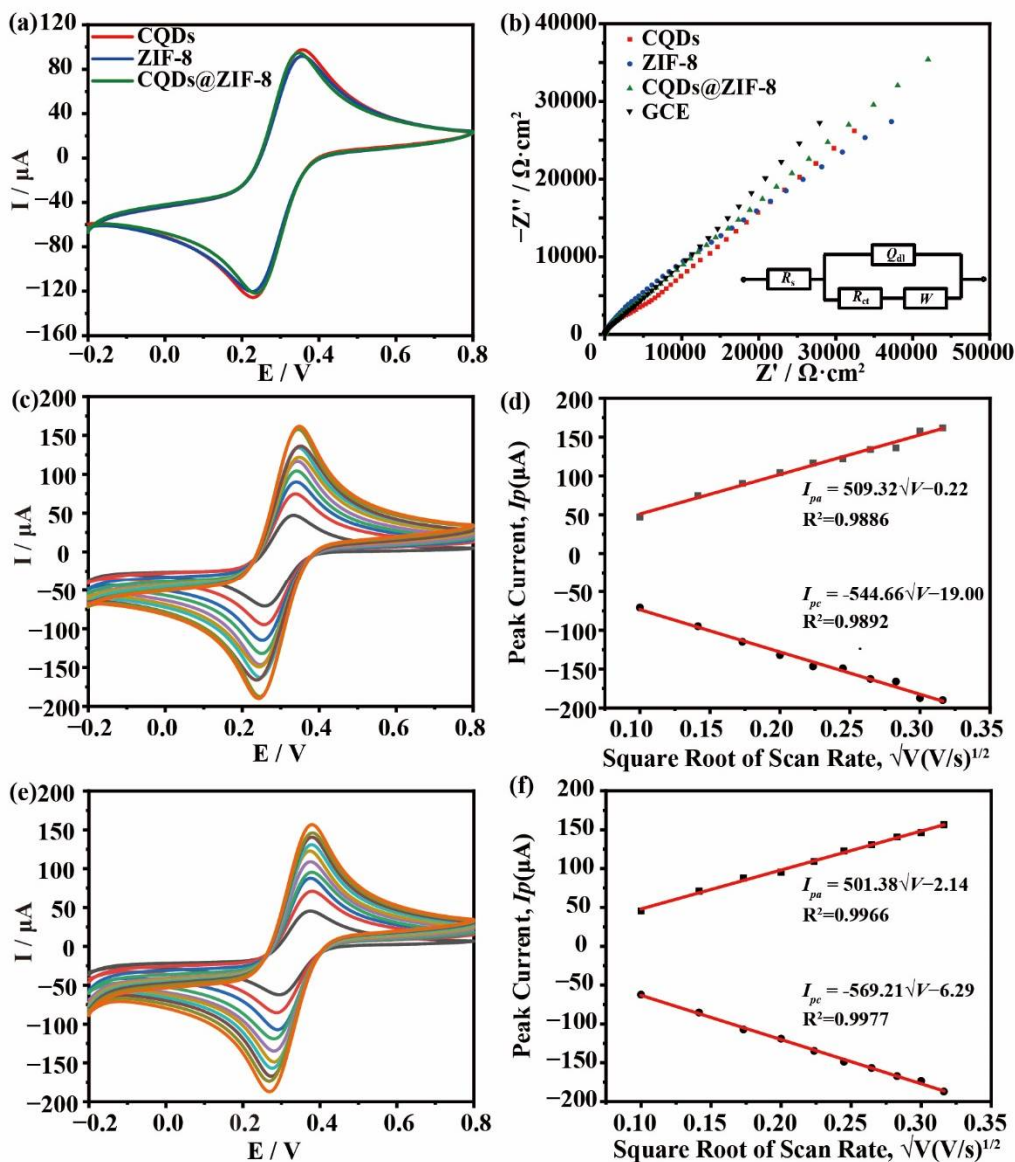 (a)
CQDs
ZIF-8
CQDs@ZIF-8
120
80
40
0
−40
−80
−120
−160
I / μA
−0.2 0.0 0.2 0.4 0.6 0.8
E / V
(b)
CQDs
ZIF-8
CQDs@ZIF-8
GCE
40000
30000
20000
10000
0
−Z'' / Ω·cm²
Rs
Qdl
Rct
W
0 10000 20000 30000 40000 50000
Z' / Ω·cm²
(c)
200
150
100
50
0
−50
−100
−150
−200
I / μA
−0.2 0.0 0.2 0.4 0.6 0.8
E / V
(d)
200
150
100
50
0
−50
−100
−150
−200
Peak Current, Ip(μA)
Ipa = 509.32√V−0.22
R²=0.9886
Ipc = -544.66√V−19.00
R²=0.9892
0.10 0.15 0.20 0.25 0.30 0.35
Square Root of Scan Rate, √V(V/s)¹/²
(e)
200
150
100
50
0
−50
−100
−150
−200
I / μA
−0.2 0.0 0.2 0.4 0.6 0.8
E / V
(f)
200
150
100
50
0
−50
−100
−150
−200
Peak Current, Ip(μA)
Ipa = 501.38√V−2.14
R²=0.9966
Ipc = -569.21√V−6.29
R²=0.9977
0.10 0.15 0.20 0.25 0.30 0.35
Square Root of Scan Rate, √V(V/s)¹/²